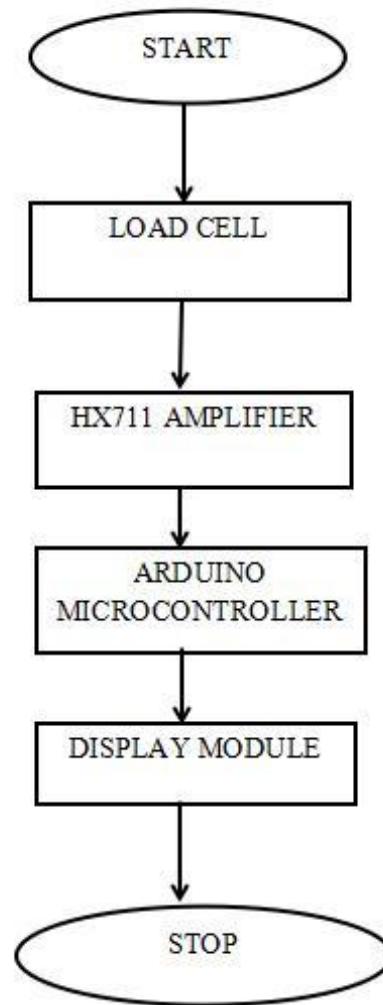 START
LOAD CELL
HX711 AMPLIFIER
ARDUINO
MICROCONTROLLER
DISPLAY MODULE
STOP